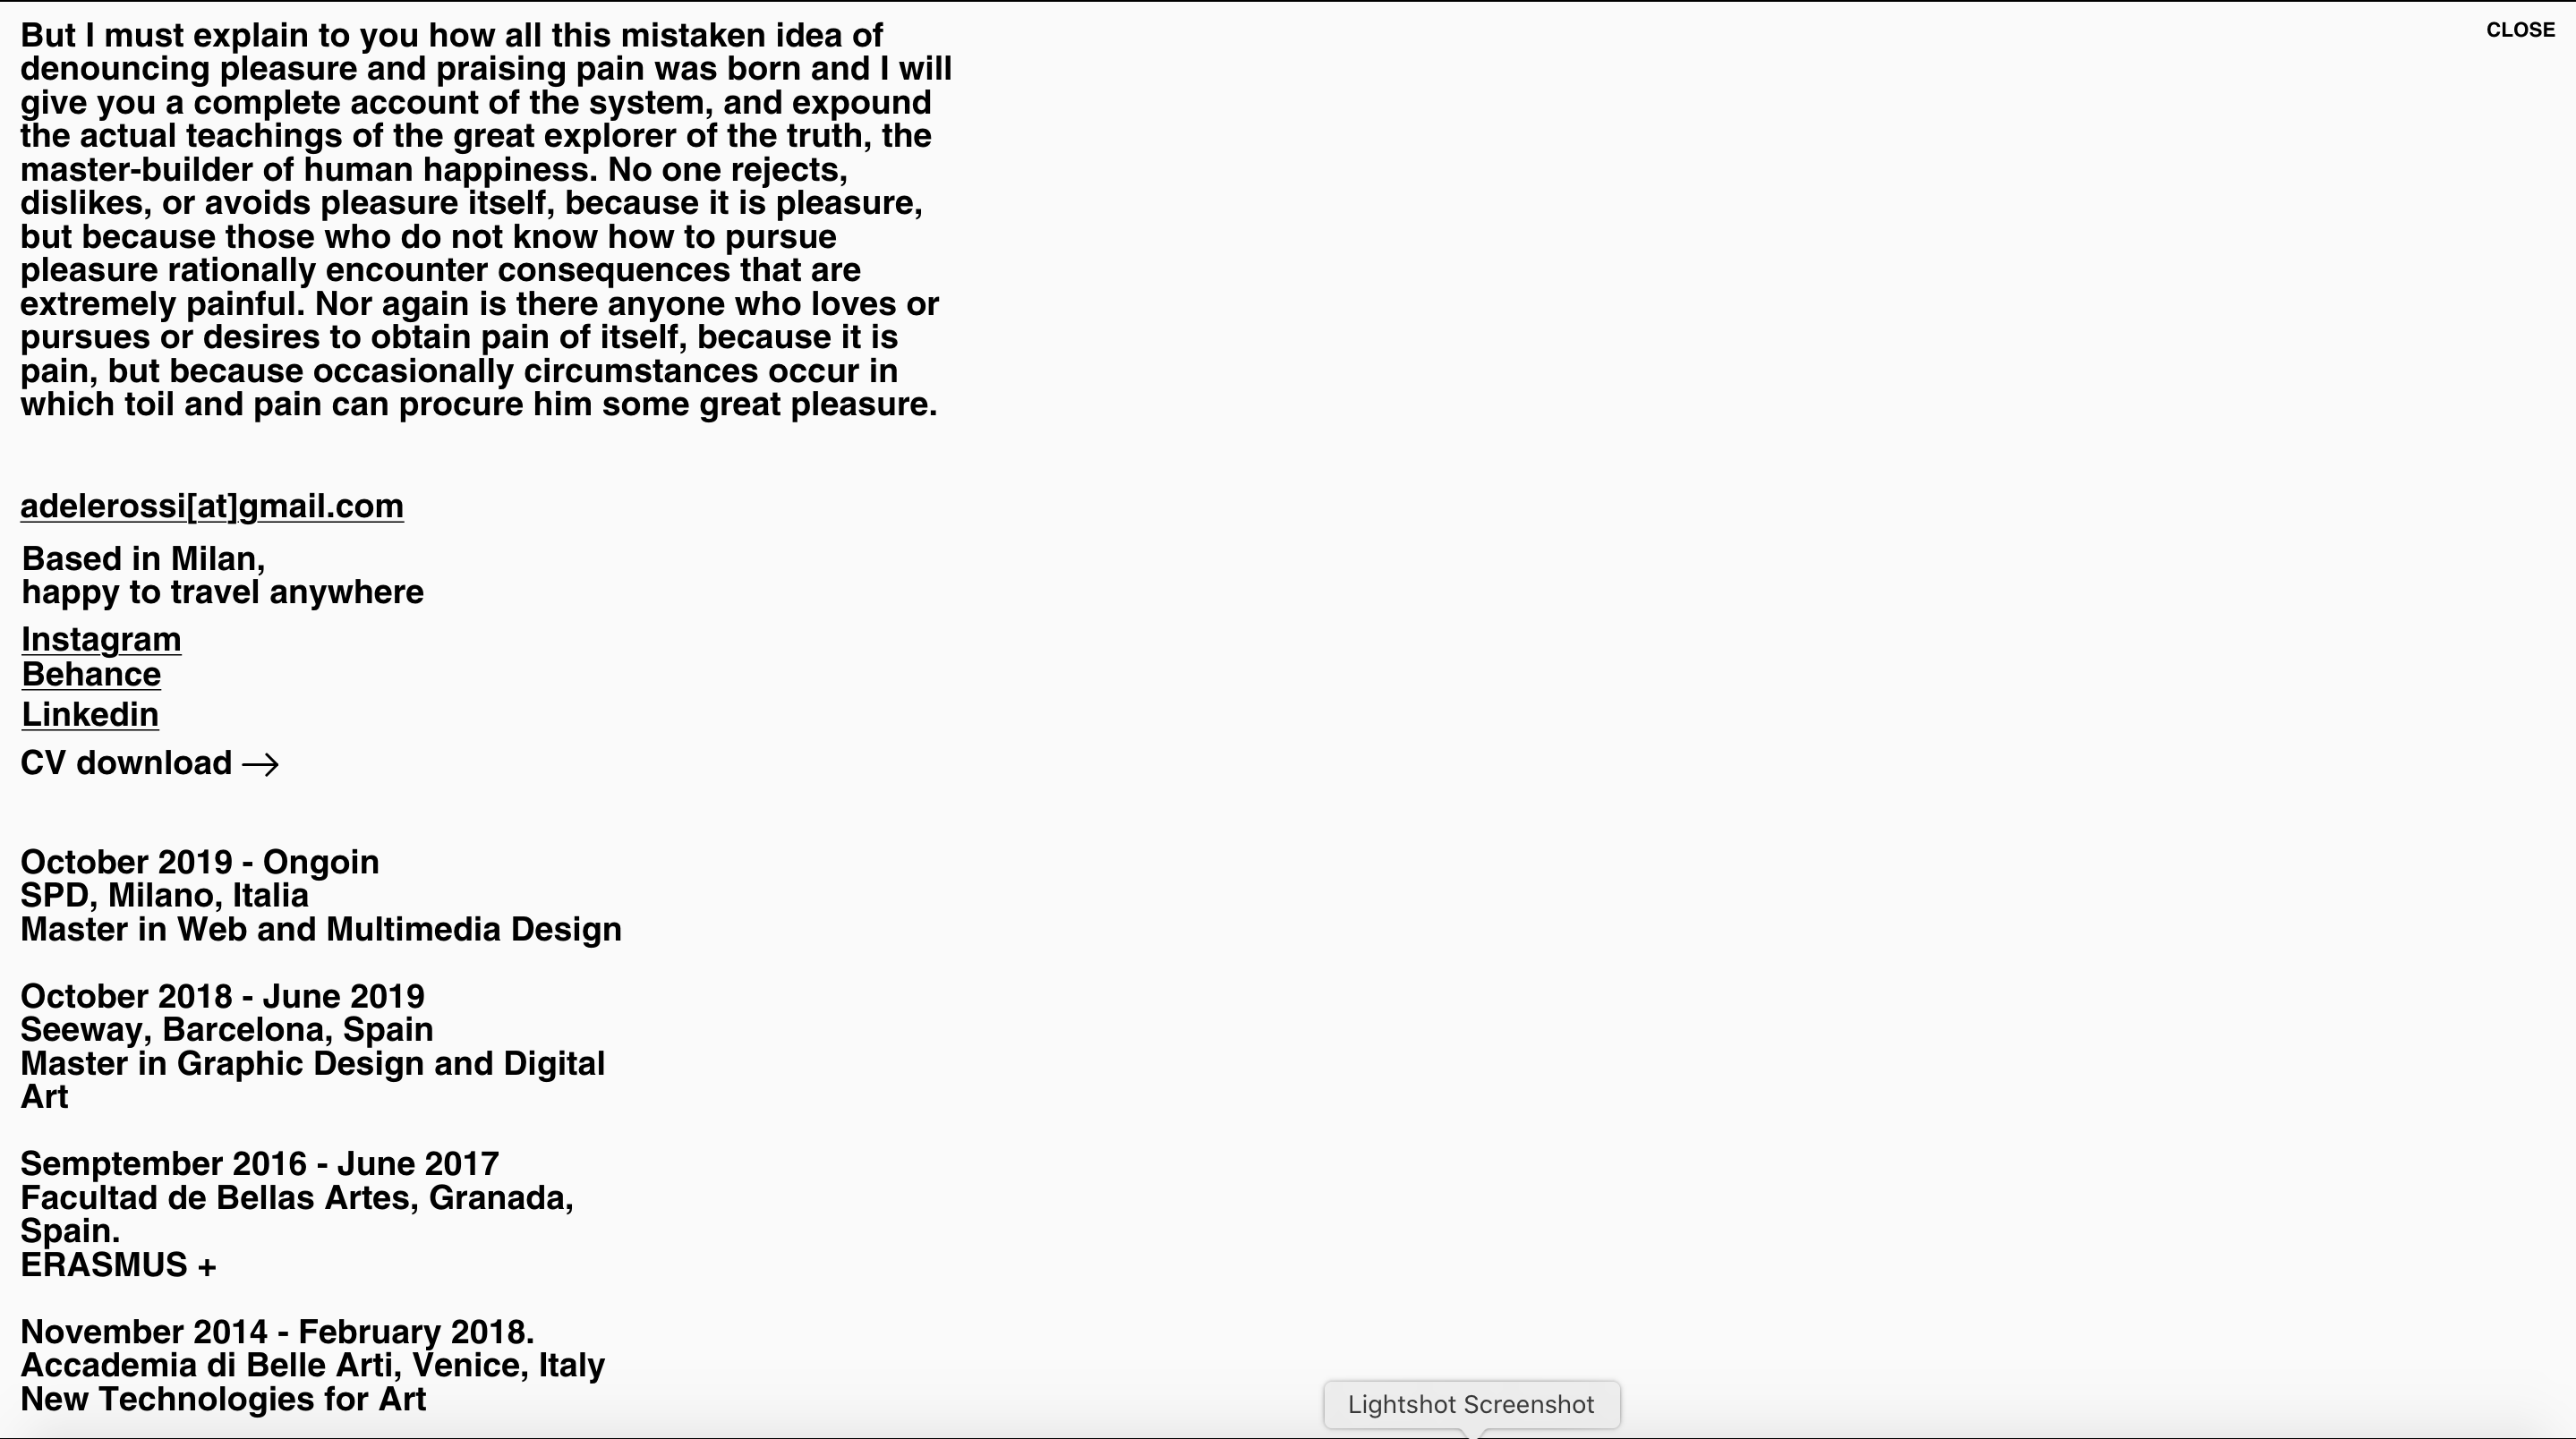 But I must explain to you how all this mistaken idea of
denouncing pleasure and praising pain was born and I will
give you a complete account of the system, and expound
the actual teachings of the great explorer of the truth, the
master-builder of human happiness. No one rejects,
dislikes, or avoids pleasure itself, because it is pleasure,
but because those who do not know how to pursue
pleasure rationally encounter consequences that are
extremely painful. Nor again is there anyone who loves or
pursues or desires to obtain pain of itself, because it is
pain, but because occasionally circumstances occur in
which toil and pain can procure him some great pleasure.
CLOSE
adelerossi[at]gmail.com
Based in Milan,
happy to travel anywhere
Instagram
Behance
Linkedin
CV download →
October 2019 - Ongoin
SPD, Milano, Italia
Master in Web and Multimedia Design
October 2018 - June 2019
Seeway, Barcelona, Spain
Master in Graphic Design and Digital
Art
Semptember 2016 - June 2017
Facultad de Bellas Artes, Granada,
Spain.
ERASMUS +
November 2014 - February 2018.
Accademia di Belle Arti, Venice, Italy
New Technologies for Art
Lightshot Screenshot